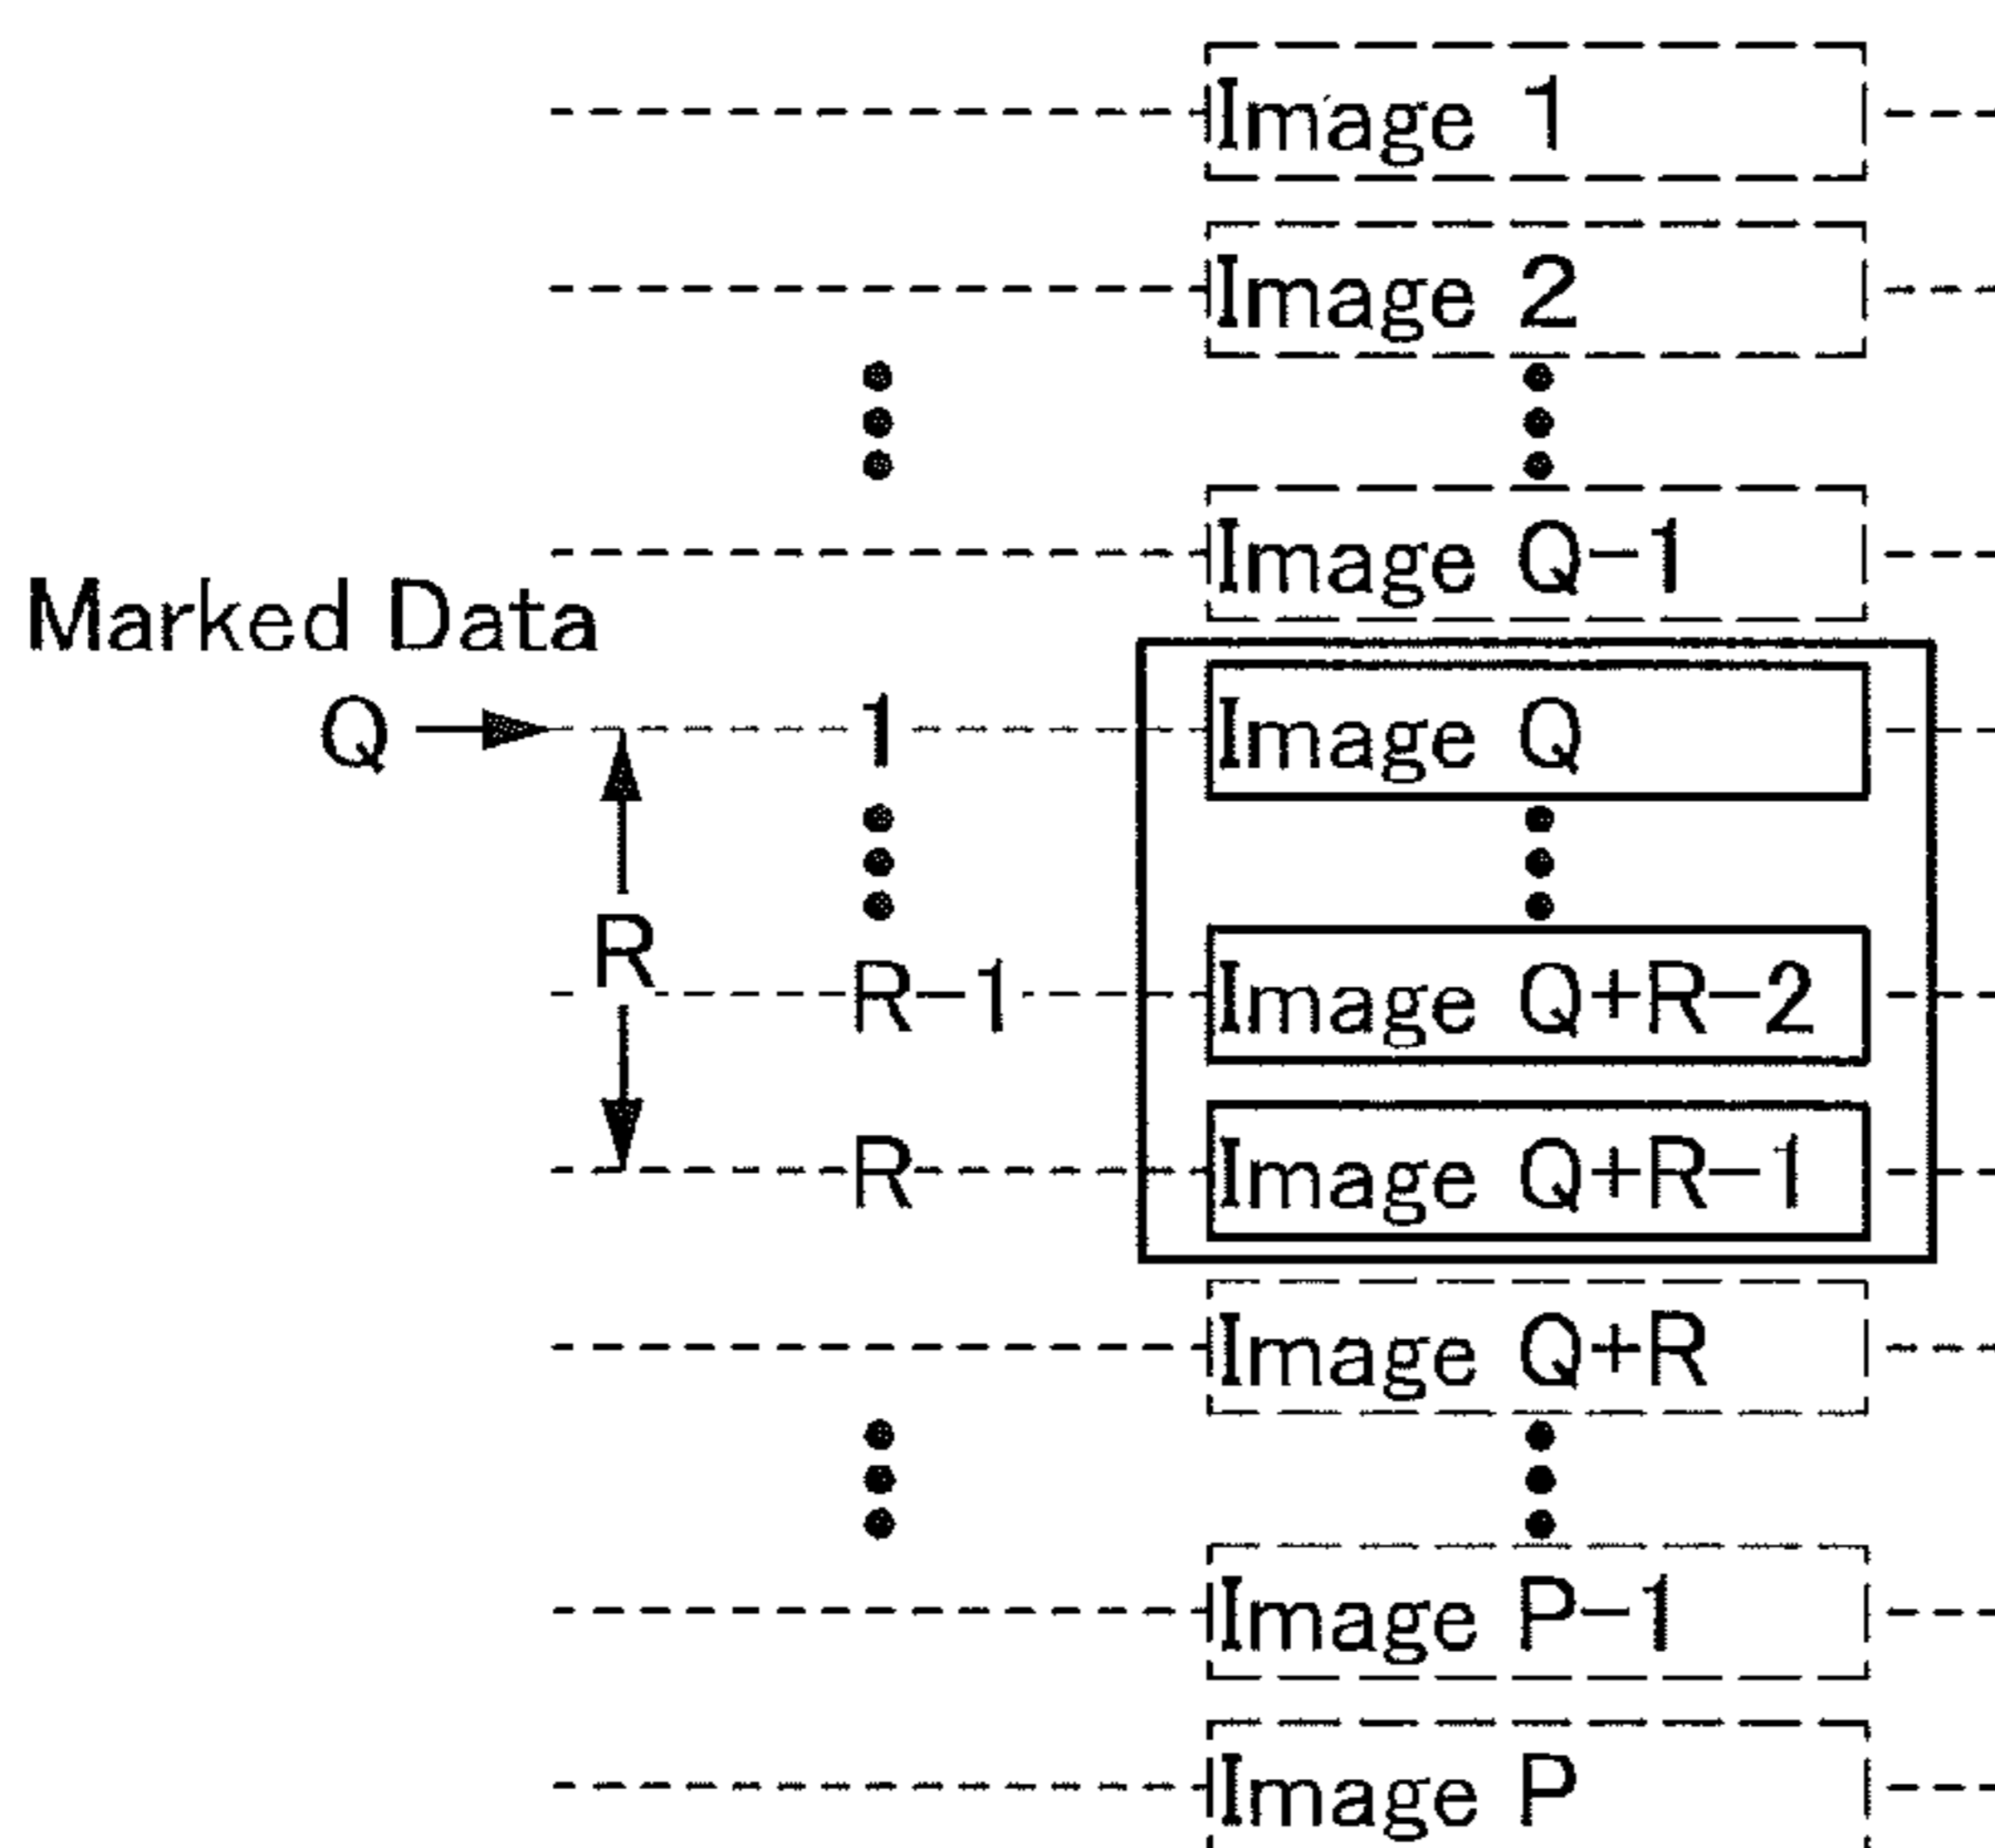 Image 1
Image 2
Image Q-1
Marked Data
Q 1 Image Q
R
R-1 Image Q+R-2
R Image Q+R-1
Image Q+R
Image P-1
Image P